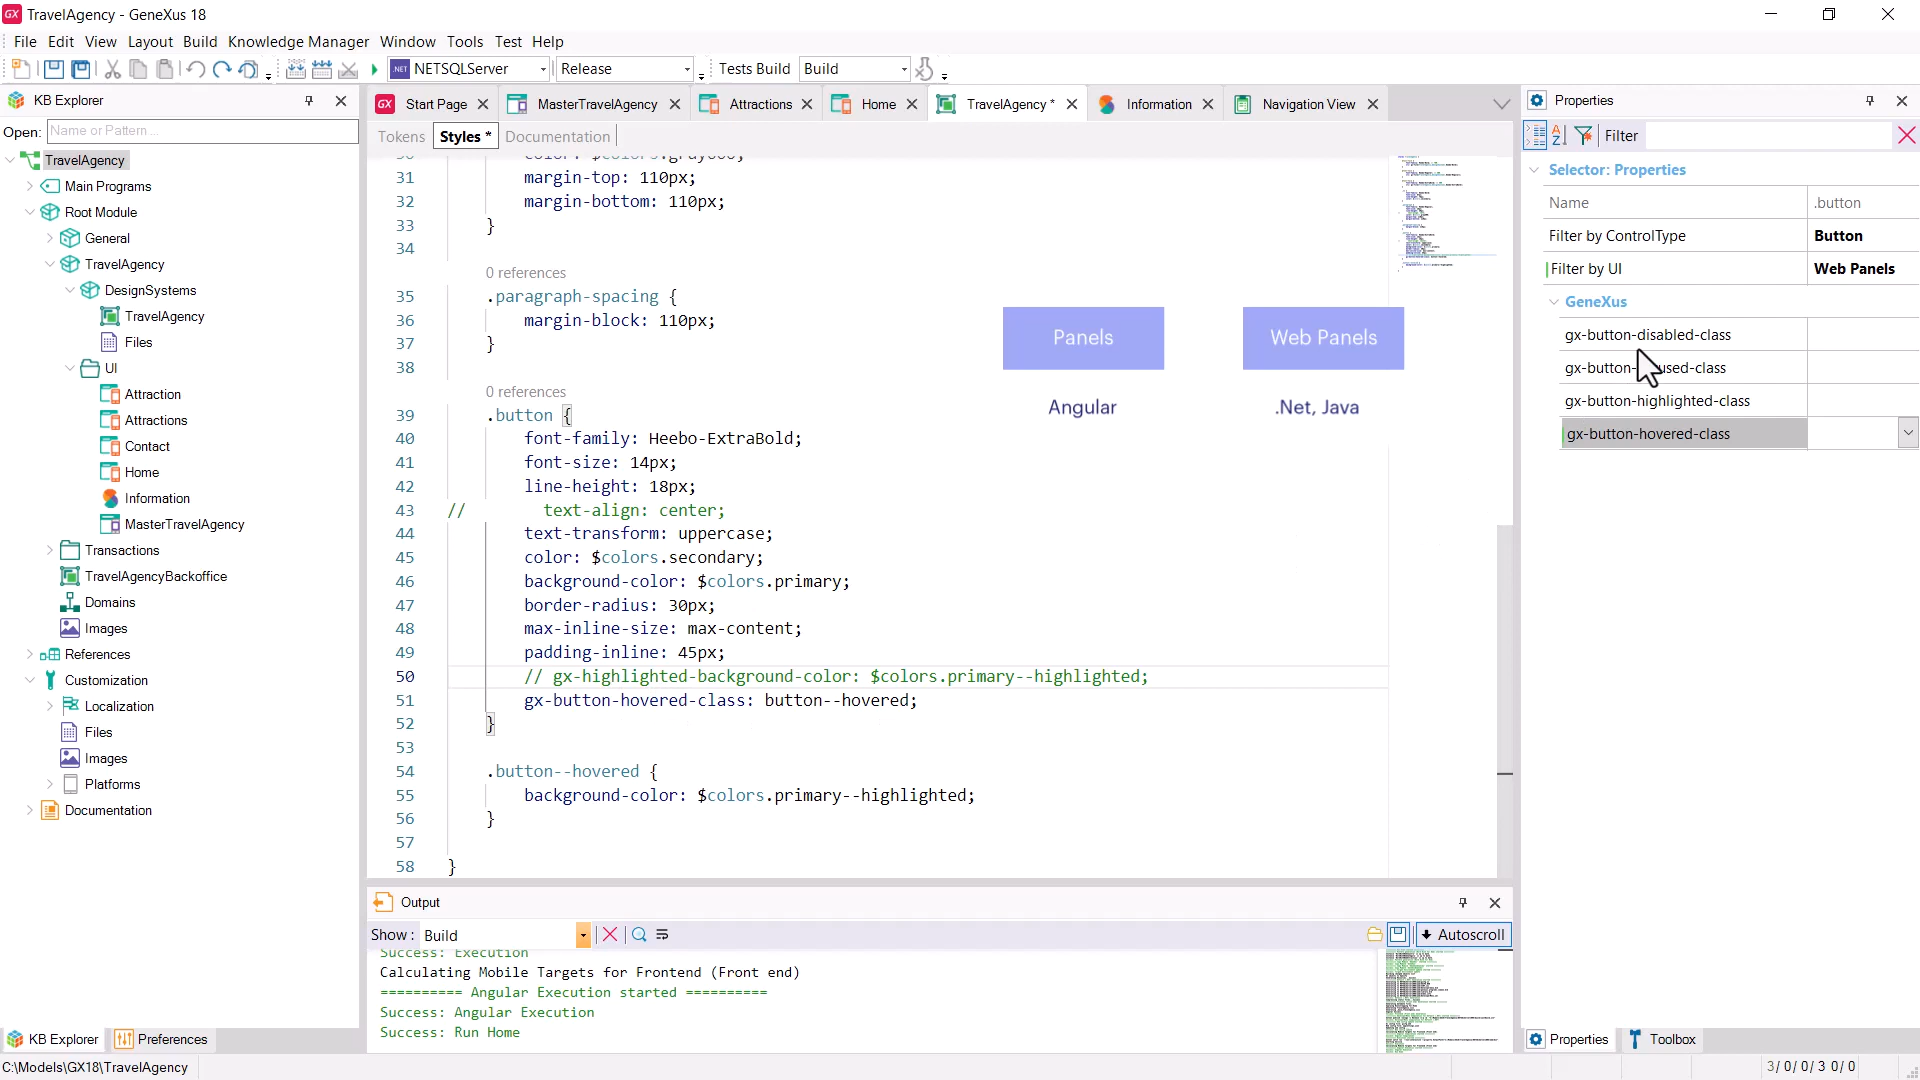 TravelAgency - GeneXus 18
File Edit View Layout Build Knowledge Manager Window Tools Test Help
NETSQLServer Release Tests Build Build
KB Explorer
Open: Name or Pattern ...
TravelAgency
Main Programs
Root Module
General
TravelAgency
DesignSystems
TravelAgency
Files
UI
Attraction
Attractions
Contact
Home
Information
MasterTravelAgency
Transactions
TravelAgencyBackoffice
Domains
Images
References
Customization
Localization
Files
Images
Platforms
Documentation
KB Explorer Preferences
Start Page MasterTravelAgency Attractions Home TravelAgency * Information Navigation View
Tokens Styles * Documentation
31 margin-top: 110px;
32 margin-bottom: 110px;
33 }
34
0 references
35 .paragraph-spacing {
36 margin-block: 110px;
37 }
38
0 references
39 .button {
40 font-family: Heebo-ExtraBold;
41 font-size: 14px;
42 line-height: 18px;
43 // text-align: center;
44 text-transform: uppercase;
45 color: $colors.secondary;
46 background-color: $colors.primary;
47 border-radius: 30px;
48 max-inline-size: max-content;
49 padding-inline: 45px;
50 // gx-highlighted-background-color: $colors.primary--highlighted;
51 gx-button-hovered-class: button--hovered;
52 }
53
54 .button--hovered {
55 background-color: $colors.primary--highlighted;
56 }
57
58 }
Panels Web Panels
Angular .Net, Java
Output
Show: Build Autoscroll
Success: Execution
Calculating Mobile Targets for Frontend (Front end)
========== Angular Execution started ==========
Success: Angular Execution
Success: Run Home
Properties
Filter
Selector: Properties
Name .button
Filter by ControlType Button
Filter by UI Web Panels
GeneXus
gx-button-disabled-class
gx-button-highlighted-class
gx-button-hovered-class
Properties Toolbox
C:\Models\GX18\TravelAgency
3/ 0/ 0/ 3 0/ 0